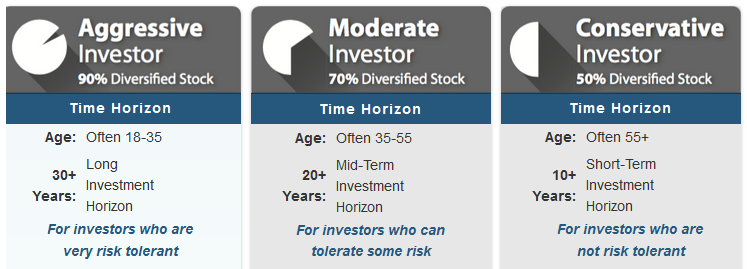 Aggressive
Investor
90% Diversified Stock
Time Horizon
Age: Often 18-35
30+ Years: Long
Investment
Horizon
For investors who are
very risk tolerant
Moderate
Investor
70% Diversified Stock
Time Horizon
Age: Often 35-55
20+ Years: Mid-Term
Investment
Horizon
For investors who can
tolerate some risk
Conservative
Investor
50% Diversified Stock
Time Horizon
Age: Often 55+
10+ Years: Short-Term
Investment
Horizon
For investors who are
not risk tolerant